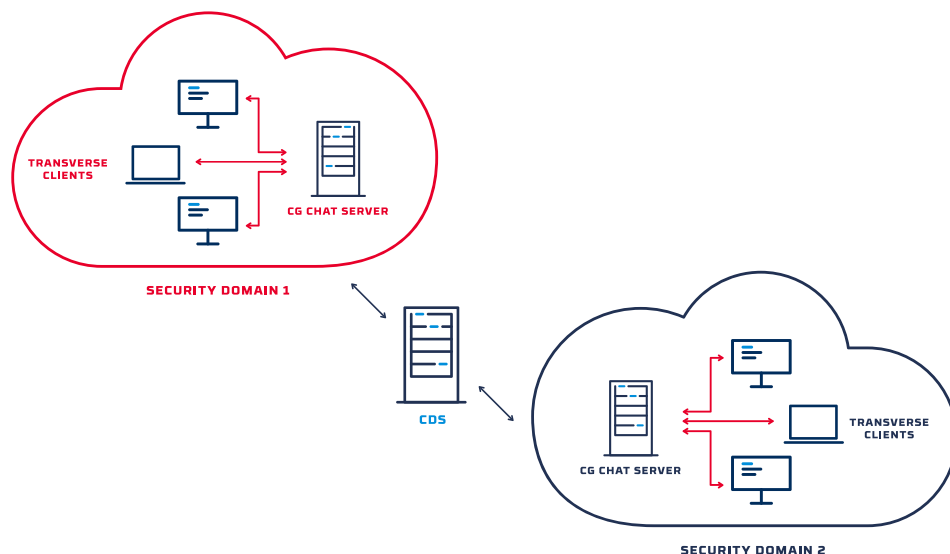 TRANSVERSE
CLIENTS
CG CHAT SERVER
SECURITY DOMAIN 1
CDS
TRANSVERSE
CLIENTS
CG CHAT SERVER
SECURITY DOMAIN 2